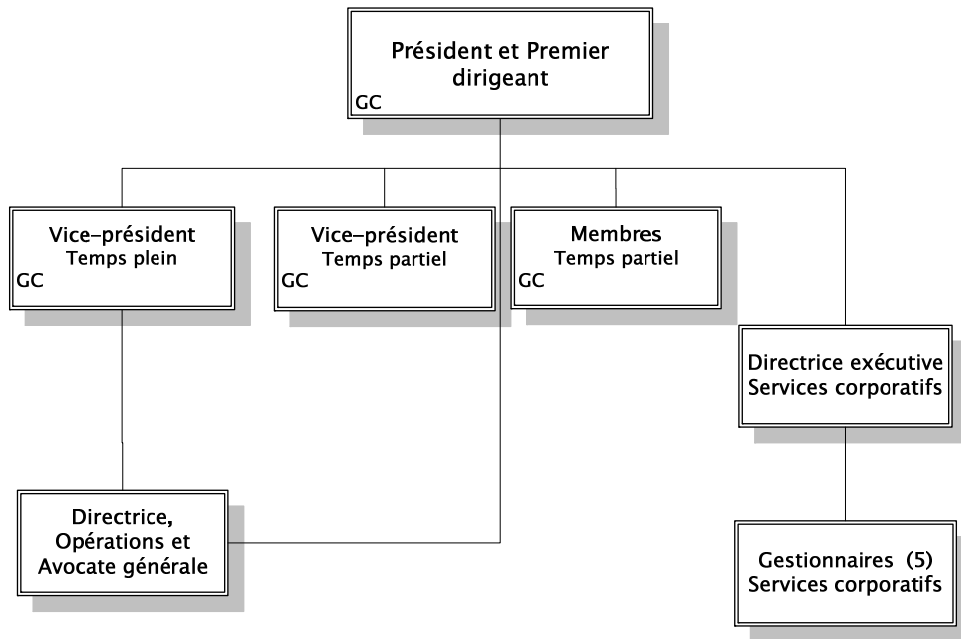 Président et Premier
dirigeant
GC
Vice-président
Temps plein
GC
Vice-président
Temps partiel
GC
Membres
Temps partiel
GC
Directrice exécutive
Services corporatifs
Directrice,
Opérations et
Avocate générale
Gestionnaires (5)
Services corporatifs